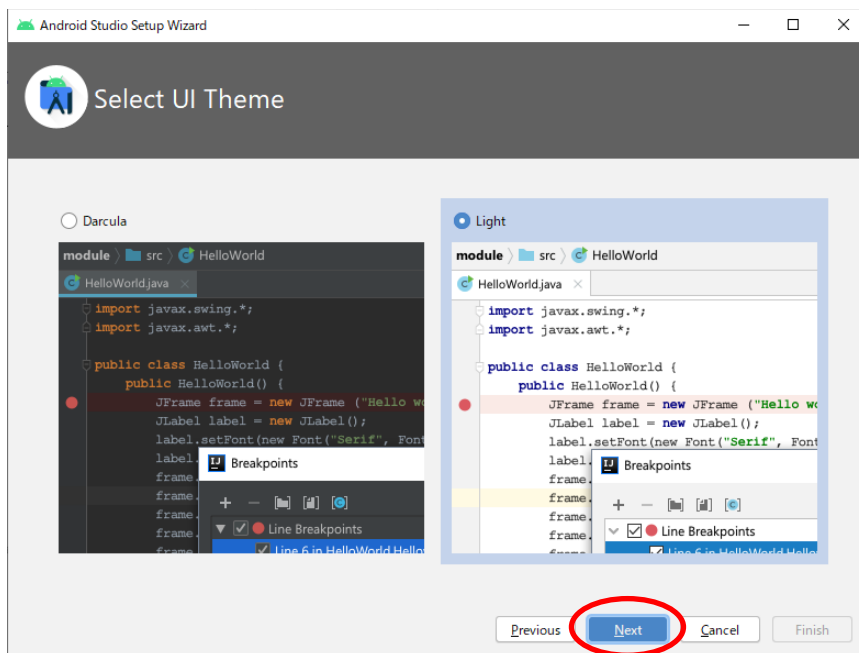 Android Studio Setup Wizard
Select UI Theme
Darcula
module src HelloWorld
HelloWorld.java
import javax.swing.*;
import javax.awt.*;
public class HelloWorld {
public HelloWorld() {
JFrame frame = new JFrame ("Hello wo
JLabel label = new JLabel();
label.setFont(new Font("Serif", Font
label.
frame.
frame.
frame.
frame.
frame
Breakpoints
Line Breakpoints
Line 6 in HelloWorld.Hello
Light
module src HelloWorld
HelloWorld.java
import javax.swing.*;
import javax.awt.*;
public class HelloWorld {
public HelloWorld() {
JFrame frame = new JFrame ("Hello wo
JLabel label = new JLabel();
label.setFont(new Font("Serif", Font
label.
frame.
frame.
frame.
frame.
frame
Breakpoints
Line Breakpoints
Line 6 in HelloWorld.Hello
Previous Next Cancel Finish